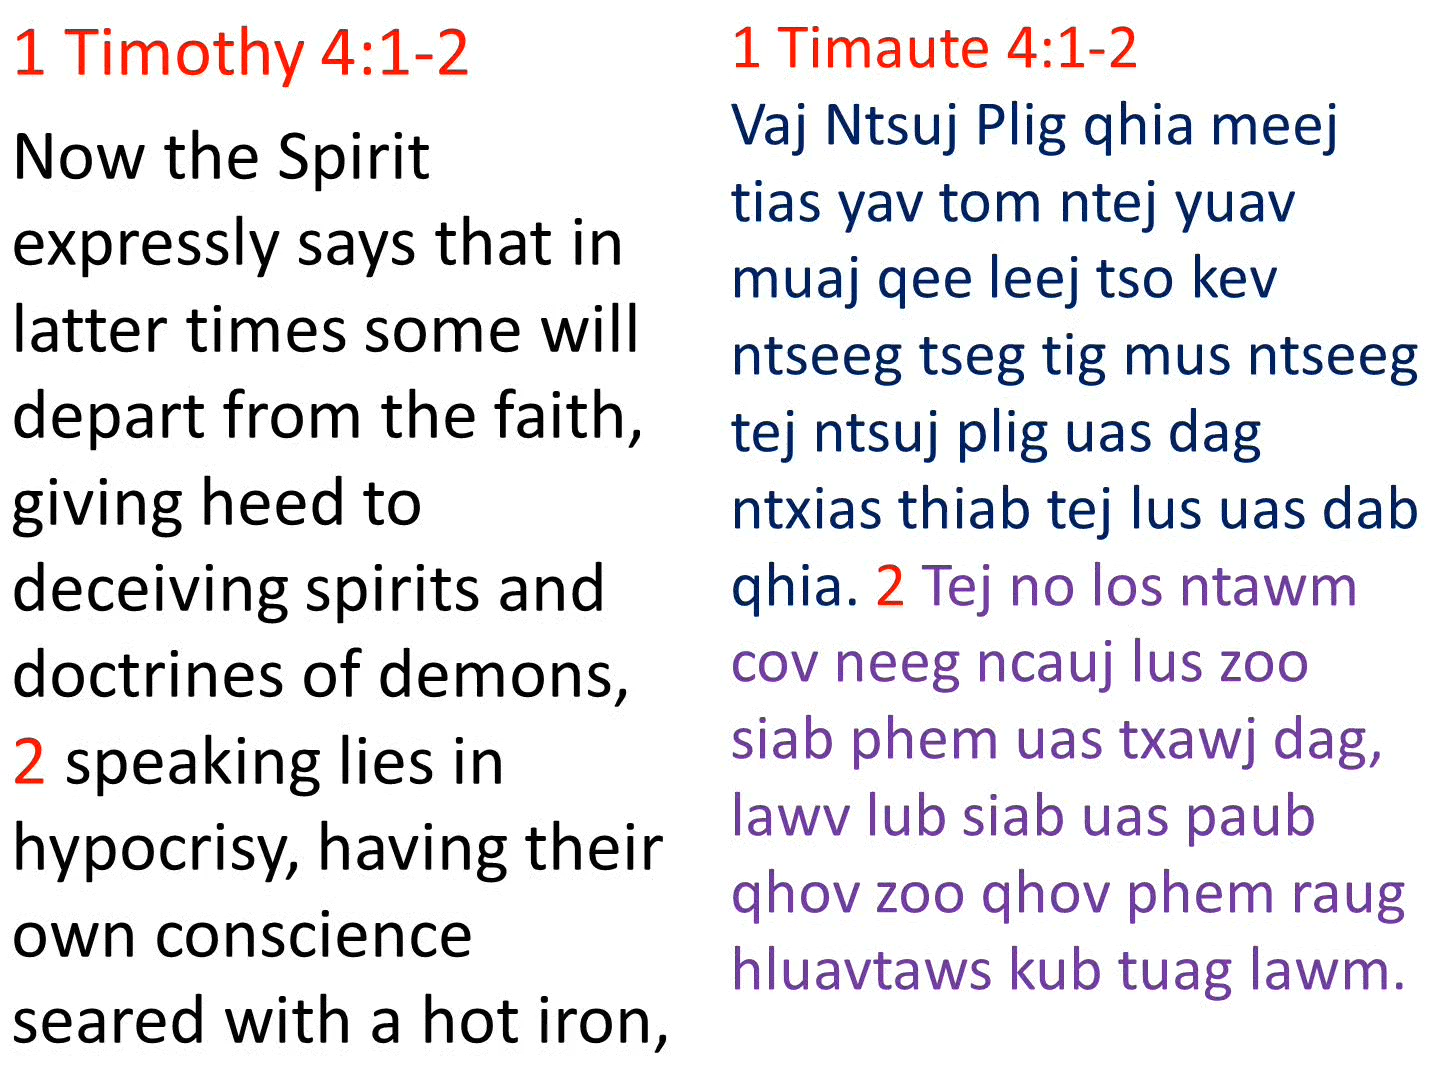 1 Timothy 4:1-2
Now the Spirit
expressly says that in
latter times some will
depart from the faith,
giving heed to
deceiving spirits and
doctrines of demons,
2 speaking lies in
hypocrisy, having their
own conscience
seared with a hot iron,
1 Timaute 4:1-2
Vaj Ntsuj Plig qhia meej
tias yav tom ntej yuav
muaj qee leej tso kev
ntseeg tseg tig mus ntseeg
tej ntsuj plig uas dag
ntxias thiab tej lus uas dab
qhia. 2 Tej no los ntawm
cov neeg ncauj lus zoo
siab phem uas txawj dag,
lawv lub siab uas paub
qhov zoo qhov phem raug
hluavtaws kub tuag lawm.